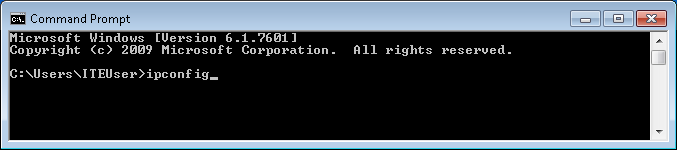 Command Prompt
Microsoft Windows [Version 6.1.7601]
Copyright (c) 2009 Microsoft Corporation.  All rights reserved.
C:\Users\ITEUser>ipconfig_